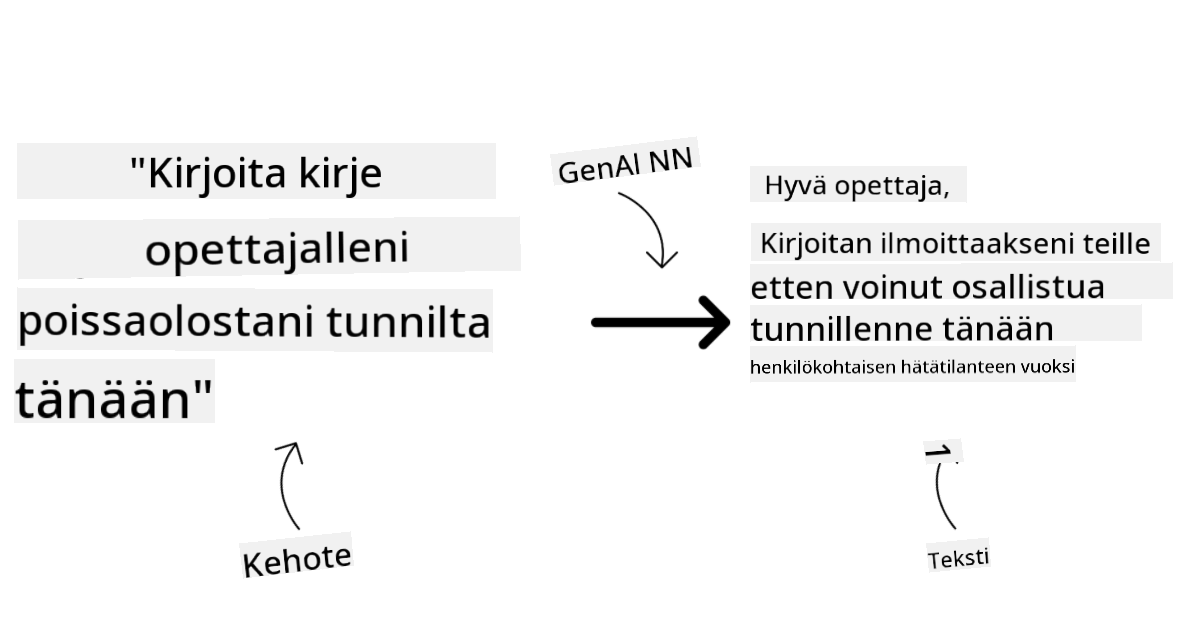 "Kirjoita kirje
opettajalleni
poissaolostani tunnilta
tänään"
Kehote
GenAI NN
Hyvä opettaja,
Kirjoitan ilmoittaakseni teille
etten voinut osallistua
tunnillenne tänään
henkilökohtaisen hätätilanteen vuoksi
Teksti